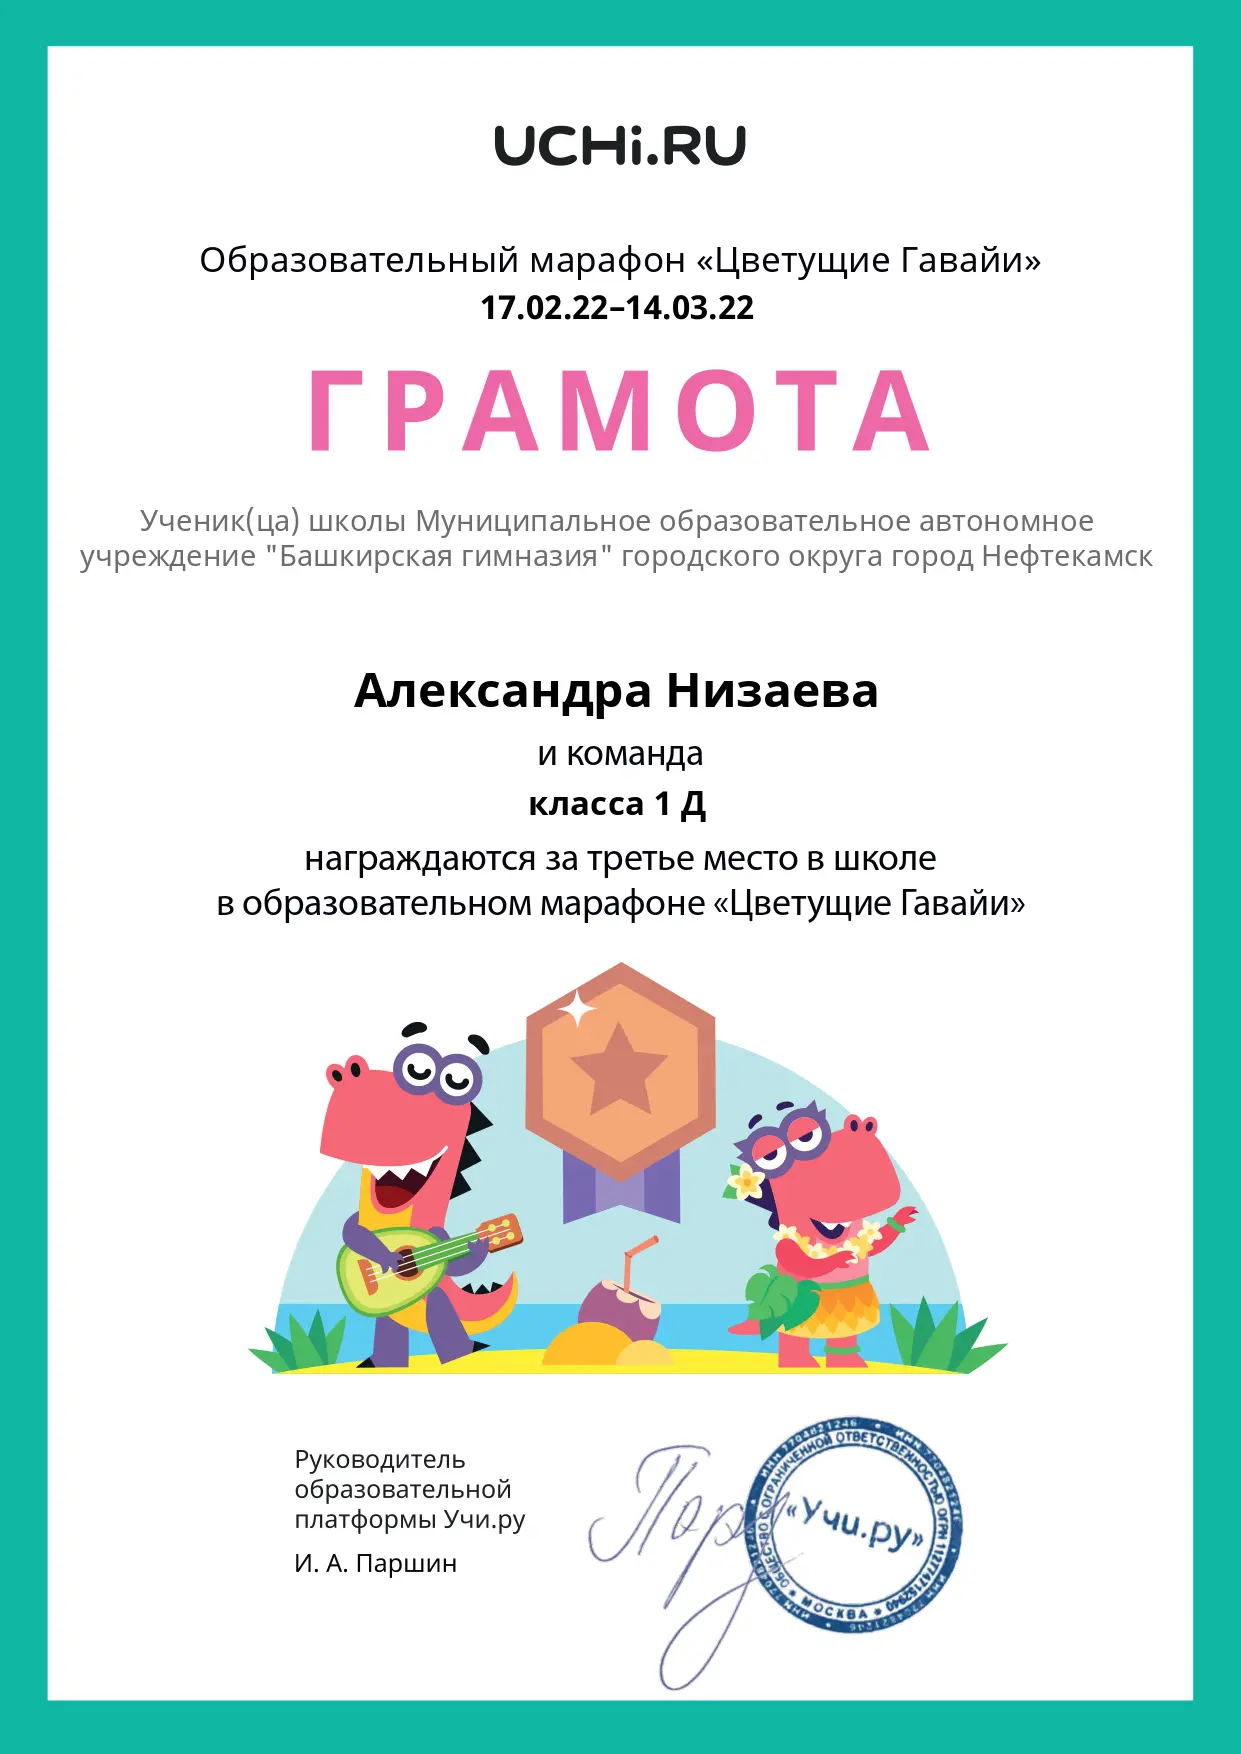 UCHi.RU
Образовательный марафон «Цветущие Гавайи»
17.02.22–14.03.22
ГРАМОТА
Ученик(ца) школы Муниципальное образовательное автономное
учреждение "Башкирская гимназия" городского округа город Нефтекамск
Александра Низаева
и команда
класса 1 Д
награждаются за третье место в школе
в образовательном марафоне «Цветущие Гавайи»
Руководитель
образовательной
платформы Учи.ру
И. А. Паршин
«Учи.ру»
ОБЩЕСТВО С ОГРАНИЧЕННОЙ ОТВЕТСТВЕННОСТЬЮ ОГРН 1127747152940
МОСКВА
ИНН 7704821246